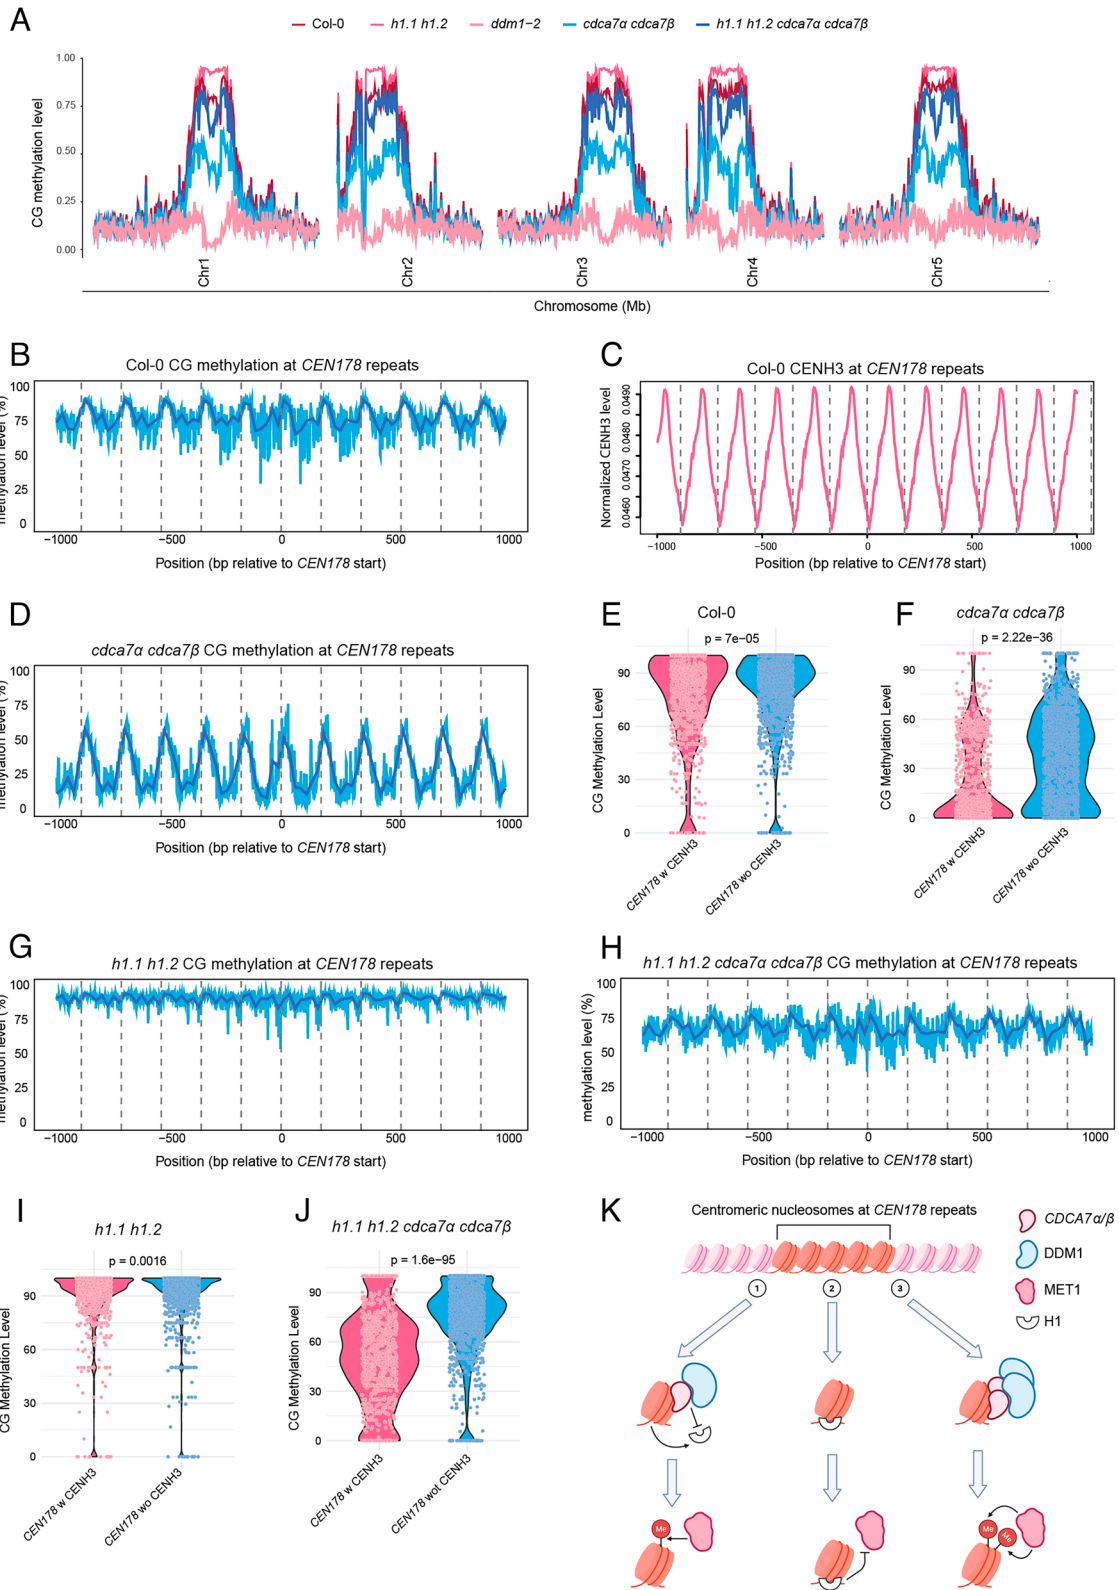 A
Col-0 h1.1 h1.2 ddm1-2 cdca7α cdca7β h1.1 h1.2 cdca7α cdca7β
CG methylation level
1.00
0.75
0.50
0.25
0.00
Chr1 Chr2 Chr3 Chr4 Chr5
Chromosome (Mb)
B
Col-0 CG methylation at CEN178 repeats
methylation level (%)
100
75
50
25
0
−1000 −500 0 500 1000
Position (bp relative to CEN178 start)
C
Col-0 CENH3 at CEN178 repeats
Normalized CENH3 level
0.0490
0.0480
0.0470
0.0460
−1000 −500 0 500 1000
Position (bp relative to CEN178 start)
D
cdca7α cdca7β CG methylation at CEN178 repeats
methylation level (%)
100
75
50
25
0
−1000 −500 0 500 1000
Position (bp relative to CEN178 start)
E
Col-0
p = 7e−05
CG Methylation Level
90
60
30
0
CEN178 w CENH3
CEN178 wo CENH3
F
cdca7α cdca7β
p = 2.22e−36
CG Methylation Level
90
60
30
0
CEN178 w CENH3
CEN178 wo CENH3
G
h1.1 h1.2 CG methylation at CEN178 repeats
methylation level (%)
100
75
50
25
0
−1000 −500 0 500 1000
Position (bp relative to CEN178 start)
H
h1.1 h1.2 cdca7α cdca7β CG methylation at CEN178 repeats
methylation level (%)
100
75
50
25
0
−1000 −500 0 500 1000
Position (bp relative to CEN178 start)
I
h1.1 h1.2
p = 0.0016
CG Methylation Level
90
60
30
0
CEN178 w CENH3
CEN178 wo CENH3
J
h1.1 h1.2 cdca7α cdca7β
p = 1.6e−95
CG Methylation Level
90
60
30
0
CEN178 w CENH3
CEN178 wot CENH3
K
Centromeric nucleosomes at CEN178 repeats
CDCA7α/β
DDM1
MET1
H1
1 2 3
Me
Me
Me